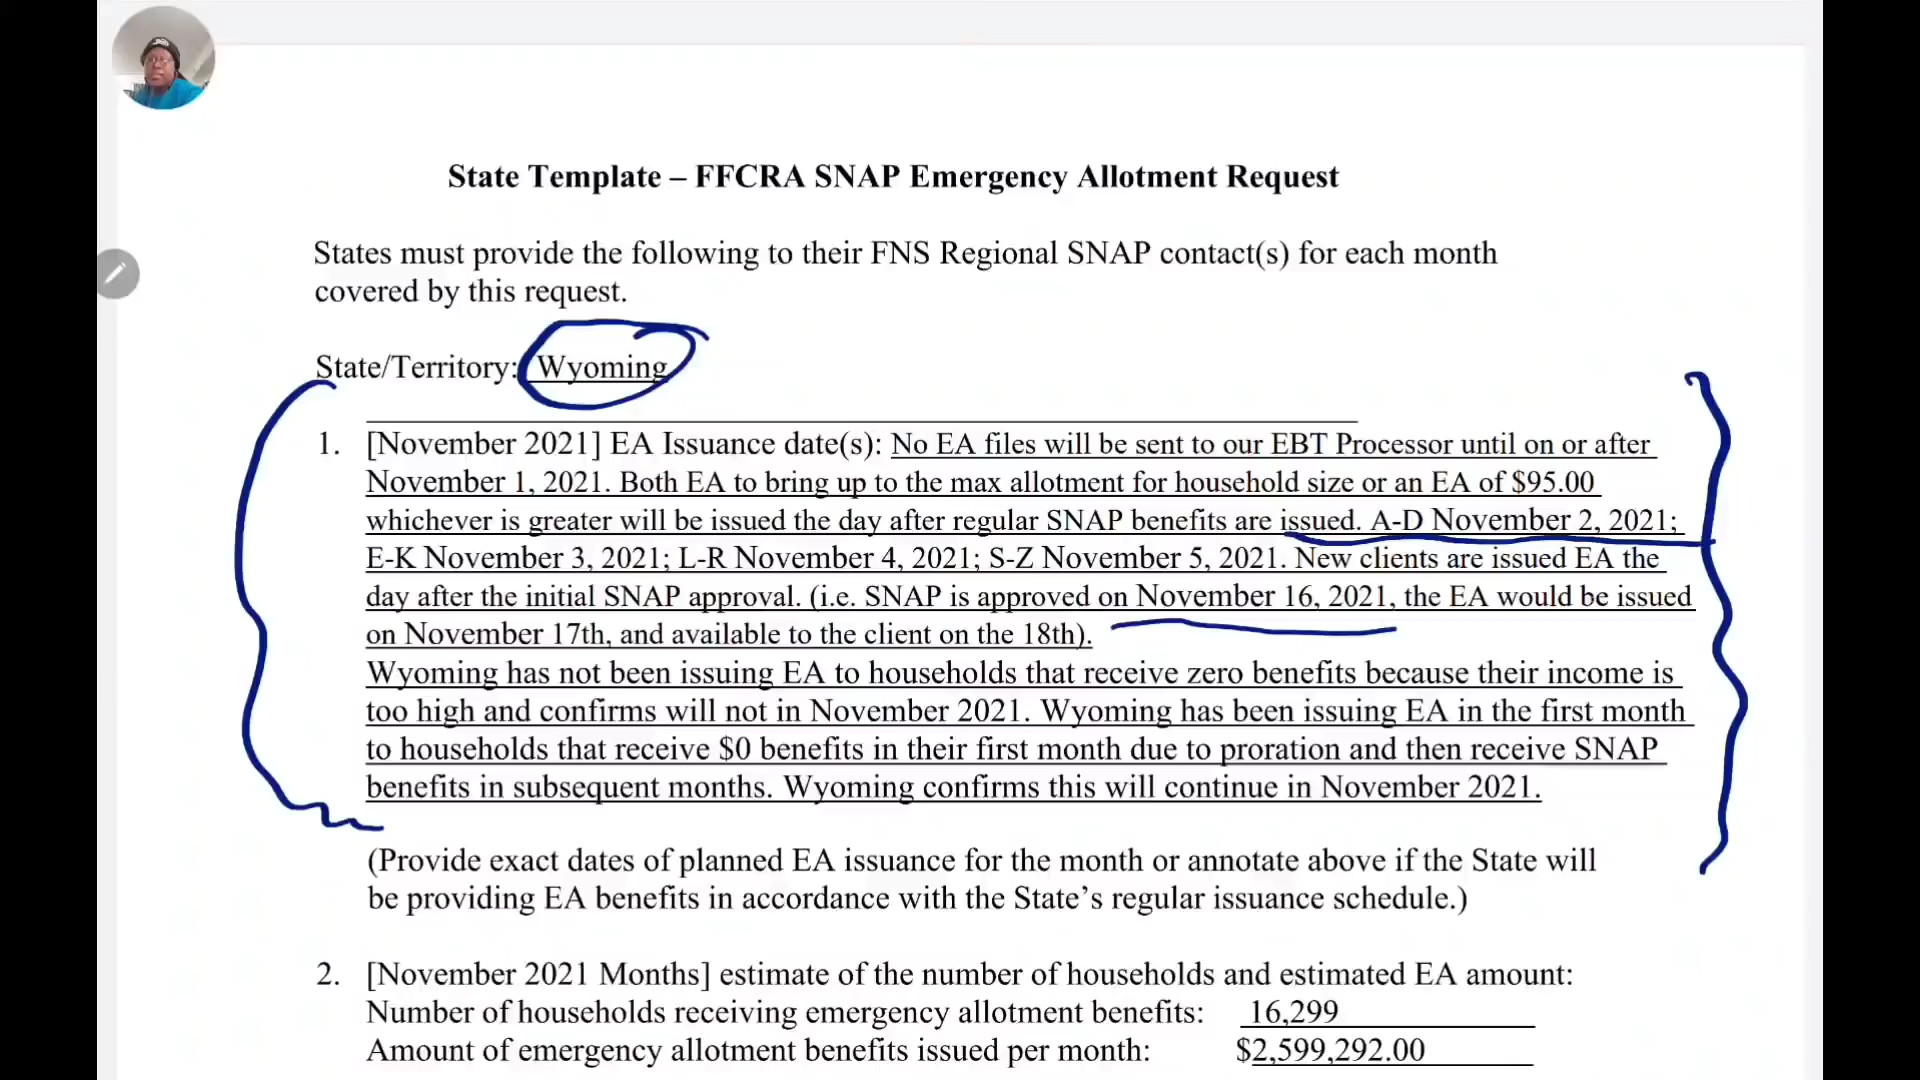 State Template – FFCRA SNAP Emergency Allotment Request
States must provide the following to their FNS Regional SNAP contact(s) for each month
covered by this request.
State/Territory: Wyoming
1. [November 2021] EA Issuance date(s): No EA files will be sent to our EBT Processor until on or after
November 1, 2021. Both EA to bring up to the max allotment for household size or an EA of $95.00
whichever is greater will be issued the day after regular SNAP benefits are issued. A-D November 2, 2021;
E-K November 3, 2021; L-R November 4, 2021; S-Z November 5, 2021. New clients are issued EA the
day after the initial SNAP approval. (i.e. SNAP is approved on November 16, 2021, the EA would be issued
on November 17th, and available to the client on the 18th).
Wyoming has not been issuing EA to households that receive zero benefits because their income is
too high and confirms will not in November 2021. Wyoming has been issuing EA in the first month
to households that receive $0 benefits in their first month due to proration and then receive SNAP
benefits in subsequent months. Wyoming confirms this will continue in November 2021.
(Provide exact dates of planned EA issuance for the month or annotate above if the State will
be providing EA benefits in accordance with the State’s regular issuance schedule.)
2. [November 2021 Months] estimate of the number of households and estimated EA amount:
Number of households receiving emergency allotment benefits: 16,299
Amount of emergency allotment benefits issued per month: $2,599,292.00